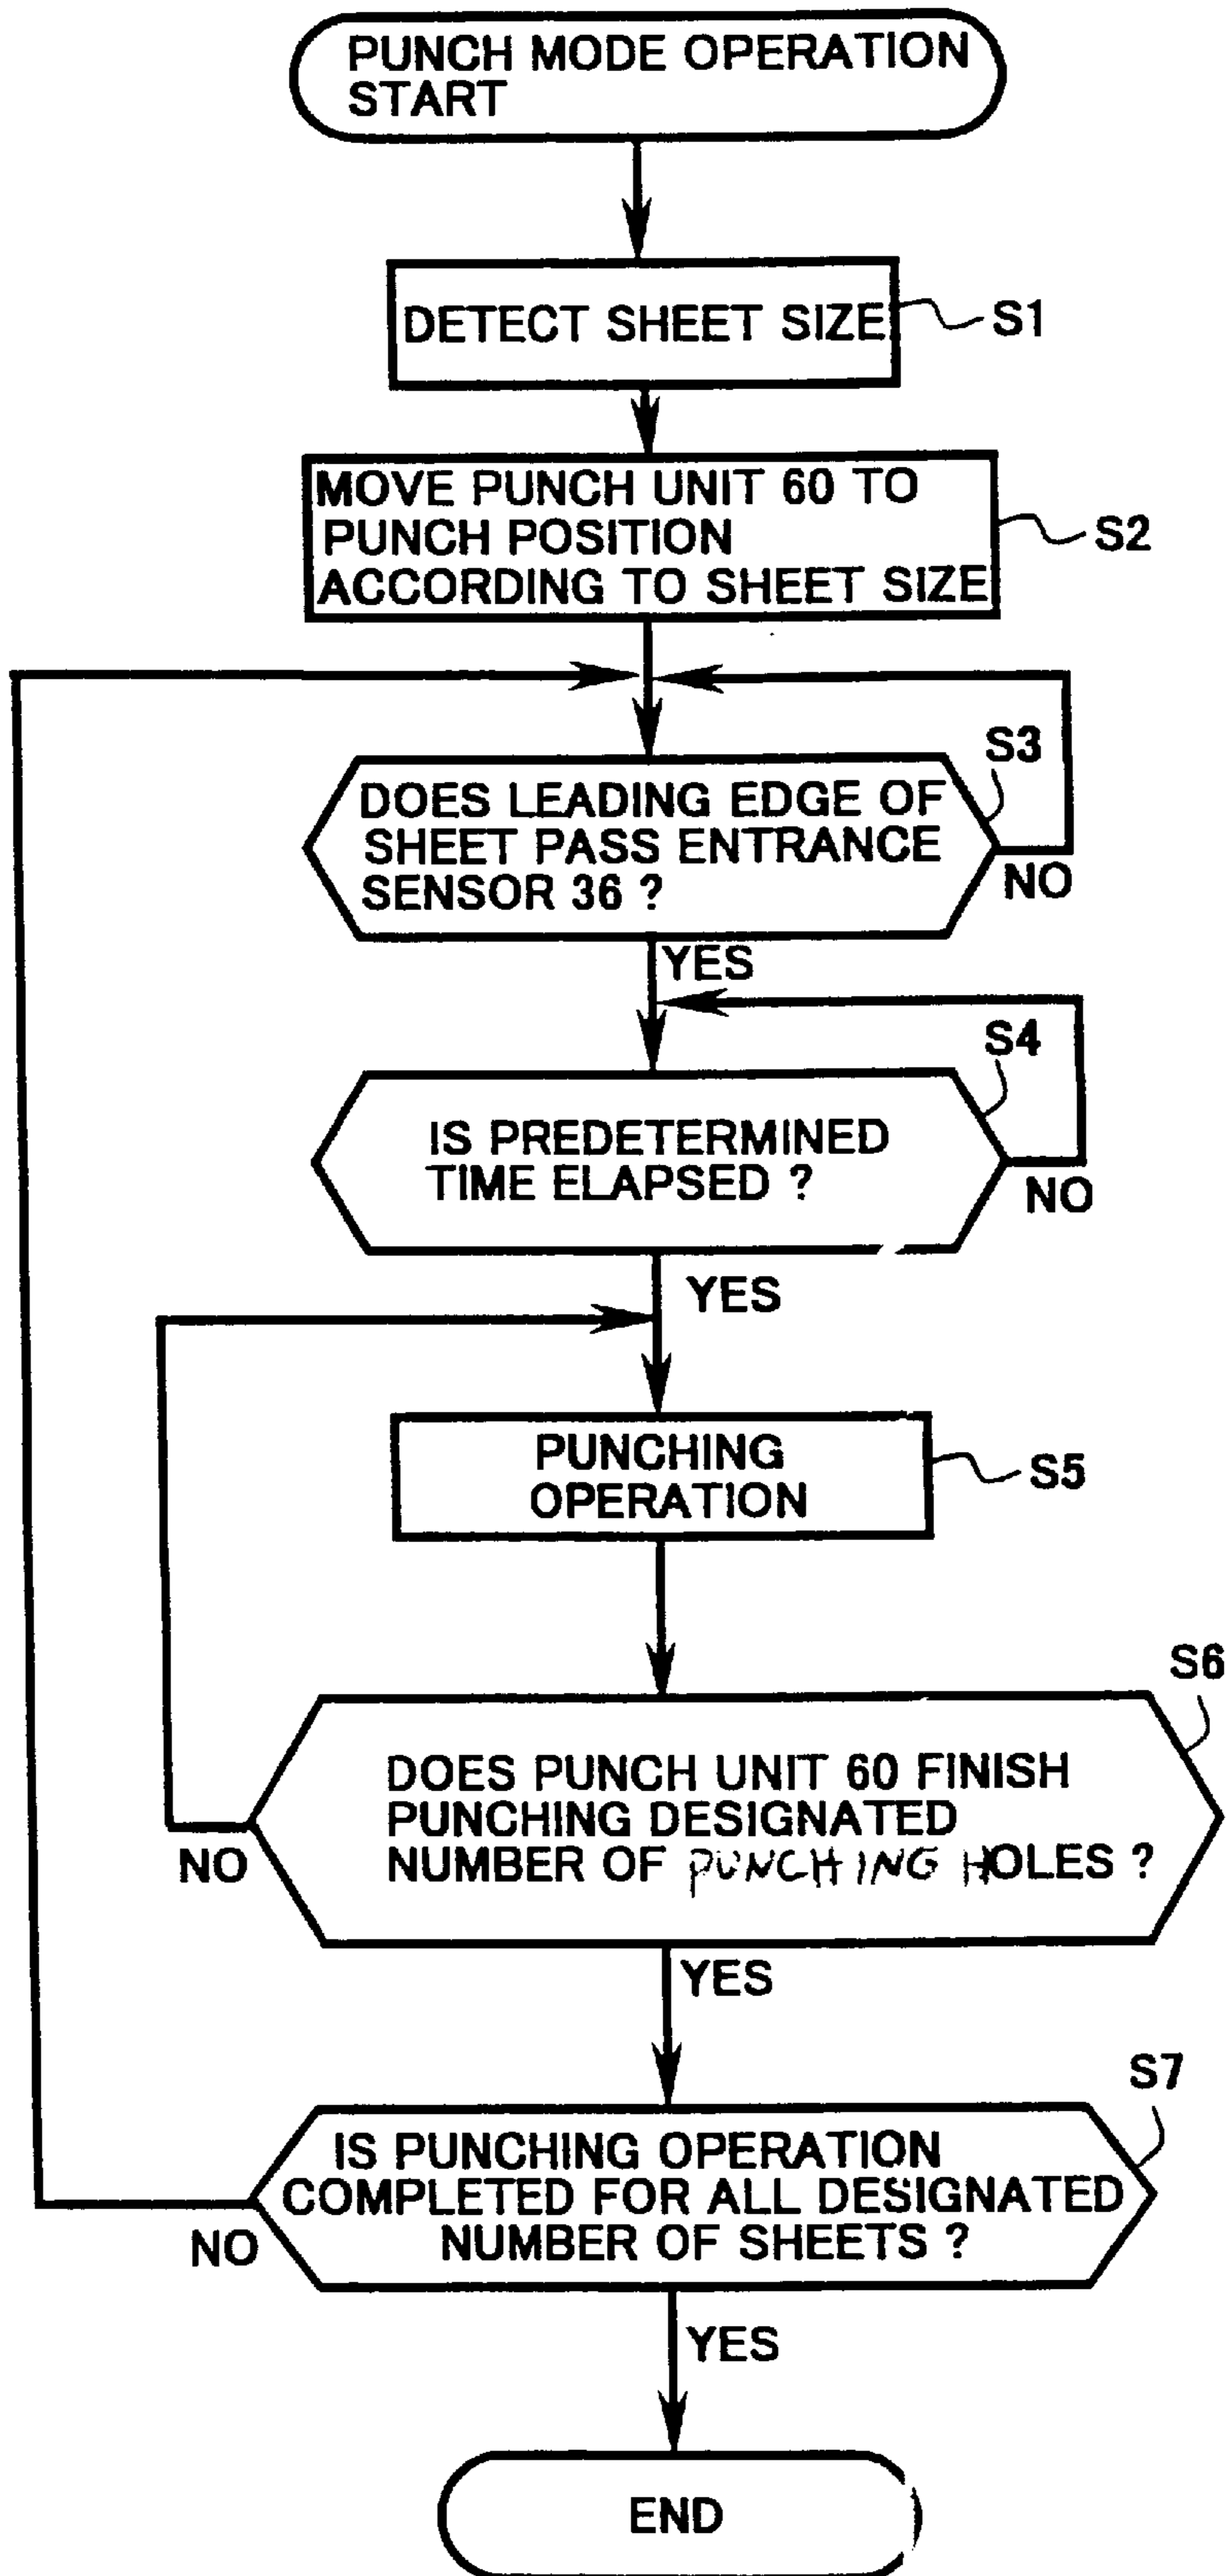 PUNCH MODE OPERATION
START
DETECT SHEET SIZE
S1
MOVE PUNCH UNIT 60 TO
PUNCH POSITION
ACCORDING TO SHEET SIZE
S2
S3
DOES LEADING EDGE OF
SHEET PASS ENTRANCE
SENSOR 36 ?
NO
YES
S4
IS PREDETERMINED
TIME ELAPSED ?
NO
YES
PUNCHING
OPERATION
S5
S6
DOES PUNCH UNIT 60 FINISH
PUNCHING DESIGNATED
NUMBER OF PUNCHING HOLES ?
NO
YES
S7
IS PUNCHING OPERATION
COMPLETED FOR ALL DESIGNATED
NUMBER OF SHEETS ?
NO
YES
END